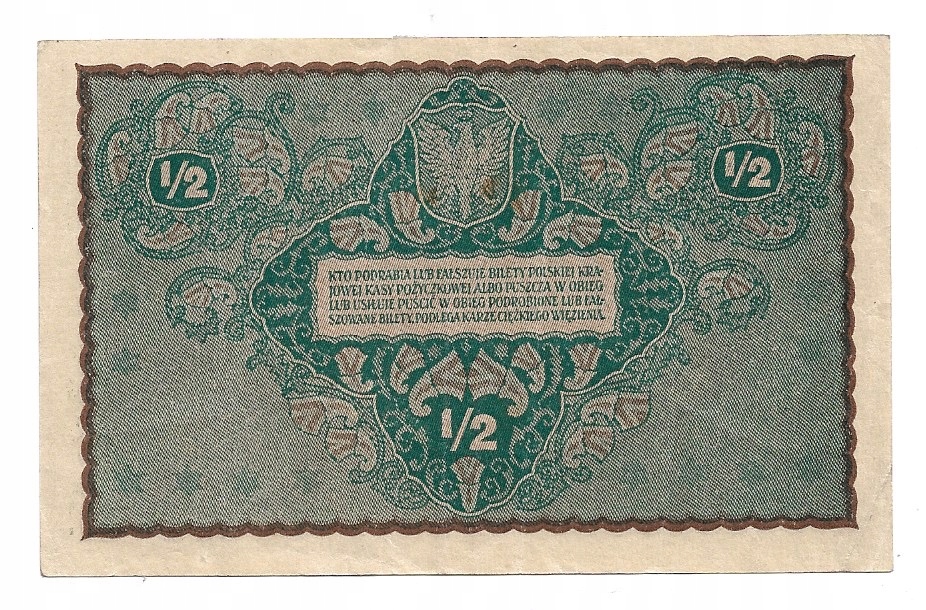 1/2 1/2
KTO PODRABIA LUB FAŁSZUJE BILETY POLSKIEJ KRA-
JOWEJ KASY POŻYCZKOWEJ, ALBO PUSZCZA W OBIEG
LUB USIŁUJE PUŚCIĆ W OBIEG PODROBIONE LUB FAŁ-
SZOWANE BILETY, PODLEGA KARZE CIĘŻKIEGO WIĘZIENIA.
1/2